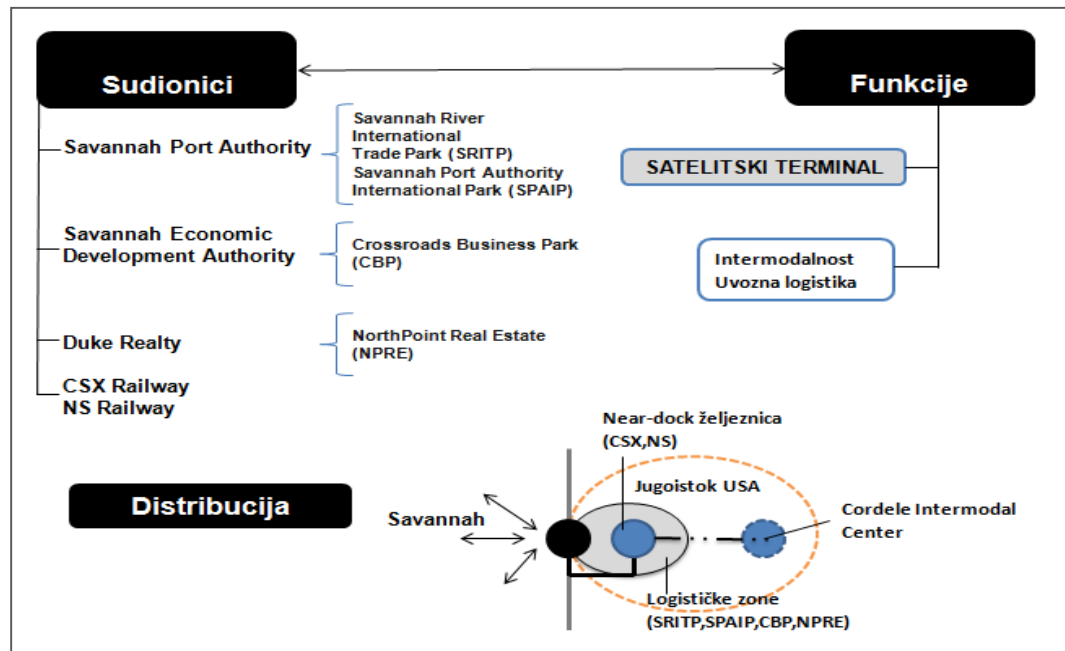 Sudionici
Funkcije
Savannah Port Authority
Savannah River
International
Trade Park (SRITP)
Savannah Port Authority
International Park (SPAIP)
SATELITSKI TERMINAL
Savannah Economic
Development Authority
Crossroads Business Park
(CBP)
Intermodalnost
Uvozna logistika
Duke Realty
NorthPoint Real Estate
(NPRE)
CSX Railway
NS Railway
Near-dock željeznica
(CSX,NS)
Distribucija
Jugoistok USA
Savannah
Cordele Intermodal
Center
Logističke zone
(SRITP,SPAIP,CBP,NPRE)